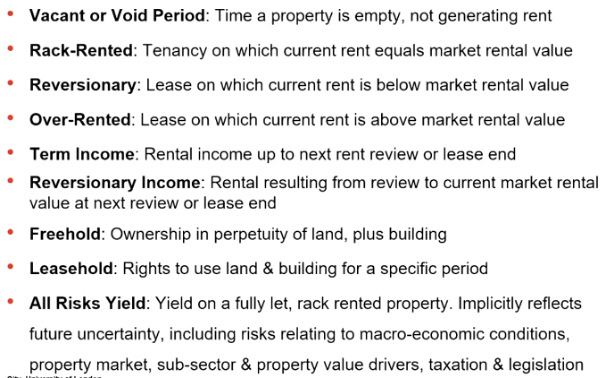 • Vacant or Void Period: Time a property is empty, not generating rent
• Rack-Rented: Tenancy on which current rent equals market rental value
• Reversionary: Lease on which current rent is below market rental value
• Over-Rented: Lease on which current rent is above market rental value
• Term Income: Rental income up to next rent review or lease end
• Reversionary Income: Rental resulting from review to current market rental
value at next review or lease end
• Freehold: Ownership in perpetuity of land, plus building
• Leasehold: Rights to use land & building for a specific period
• All Risks Yield: Yield on a fully let, rack rented property. Implicitly reflects
future uncertainty, including risks relating to macro-economic conditions,
property market, sub-sector & property value drivers, taxation & legislation
City, University of London